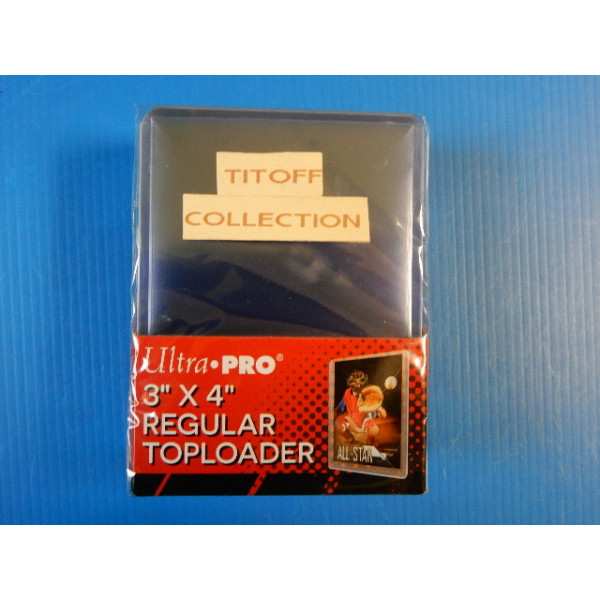 TITOFF
COLLECTION
Ultra•PRO®
3" X 4"
REGULAR
TOPLOADER
ALL-STAR